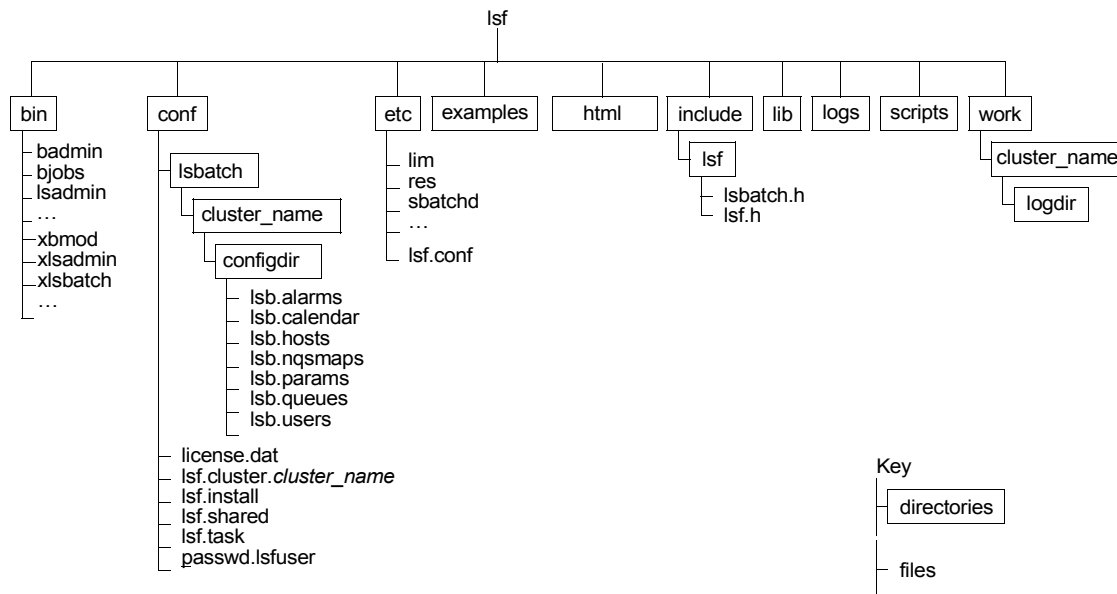 lsf
bin
badmin
bjobs
lsadmin
…
xbmod
xlsadmin
xlsbatch
…
conf
lsbatch
cluster_name
configdir
lsb.alarms
lsb.calendar
lsb.hosts
lsb.nqsmaps
lsb.params
lsb.queues
lsb.users
license.dat
lsf.cluster.cluster_name
lsf.install
lsf.shared
lsf.task
passwd.lsfuser
etc
lim
res
sbatchd
…
lsf.conf
examples
html
include
lsf
lsbatch.h
lsf.h
lib
logs
scripts
work
cluster_name
logdir
Key
directories
files